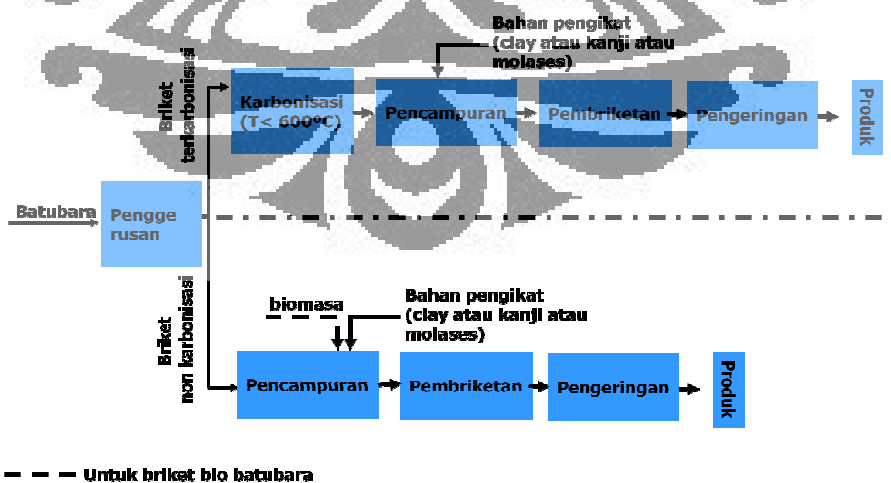 Bahan pengikat
(clay atau kanji atau
molases)
Briket
terkarbonisasi
Karbonisasi
(T< 600ºC)
Pencampuran
Pembriketan
Pengeringan
Produk
Batubara
Pengge
rusan
Briket
non karbonisasi
biomasa
Bahan pengikat
(clay atau kanji atau
molases)
Pencampuran
Pembriketan
Pengeringan
Produk
Untuk briket bio batubara